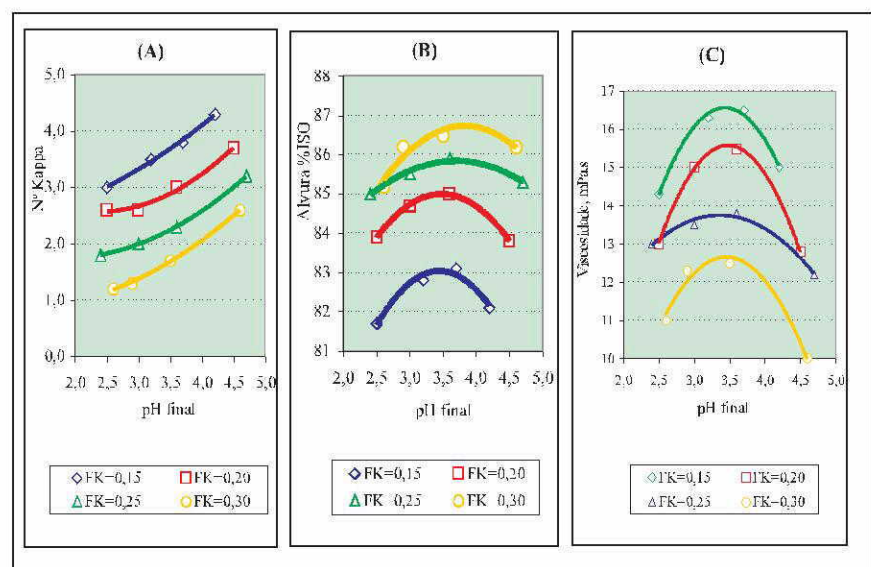 (A)
5,0
4,0
3,0
2,0
1,0
0,0
Nº Kappa
2,0 2,5 3,0 3,5 4,0 4,5 5,0
pH final
FK=0,15 FK=0,20
FK=0,25 FK=0,30
(B)
88
87
86
85
84
83
82
81
Alvura %ISO
2,0 2,5 3,0 3,5 4,0 4,5 5,0
pH final
FK=0,15 FK=0,20
FK=0,25 FK=0,30
(C)
17
16
15
14
13
12
11
10
Viscosidade, mPa.s
2,0 2,5 3,0 3,5 4,0 4,5 5,0
pH final
FK=0,15 FK=0,20
FK=0,25 FK=0,30